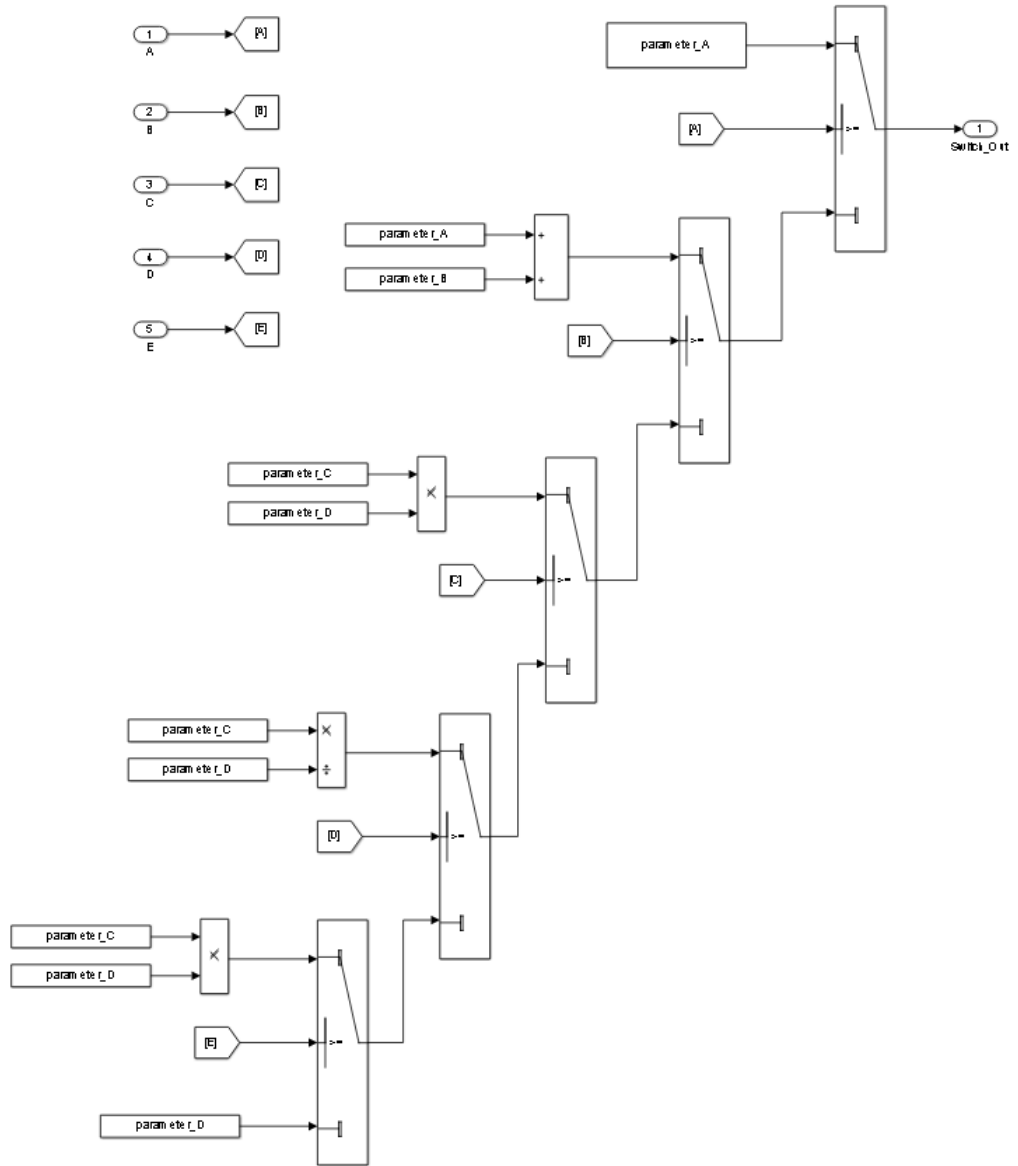 1
[A]
A
parameter_A
2
[B]
B
[A]
>=
1
Switch_Out
3
[C]
C
parameter_A
+
parameter_B
+
4
[D]
D
5
[E]
E
[B]
>=
parameter_C
×
parameter_D
[C]
>=
parameter_C
×
parameter_D
÷
[D]
>=
parameter_C
×
parameter_D
[E]
>=
parameter_D